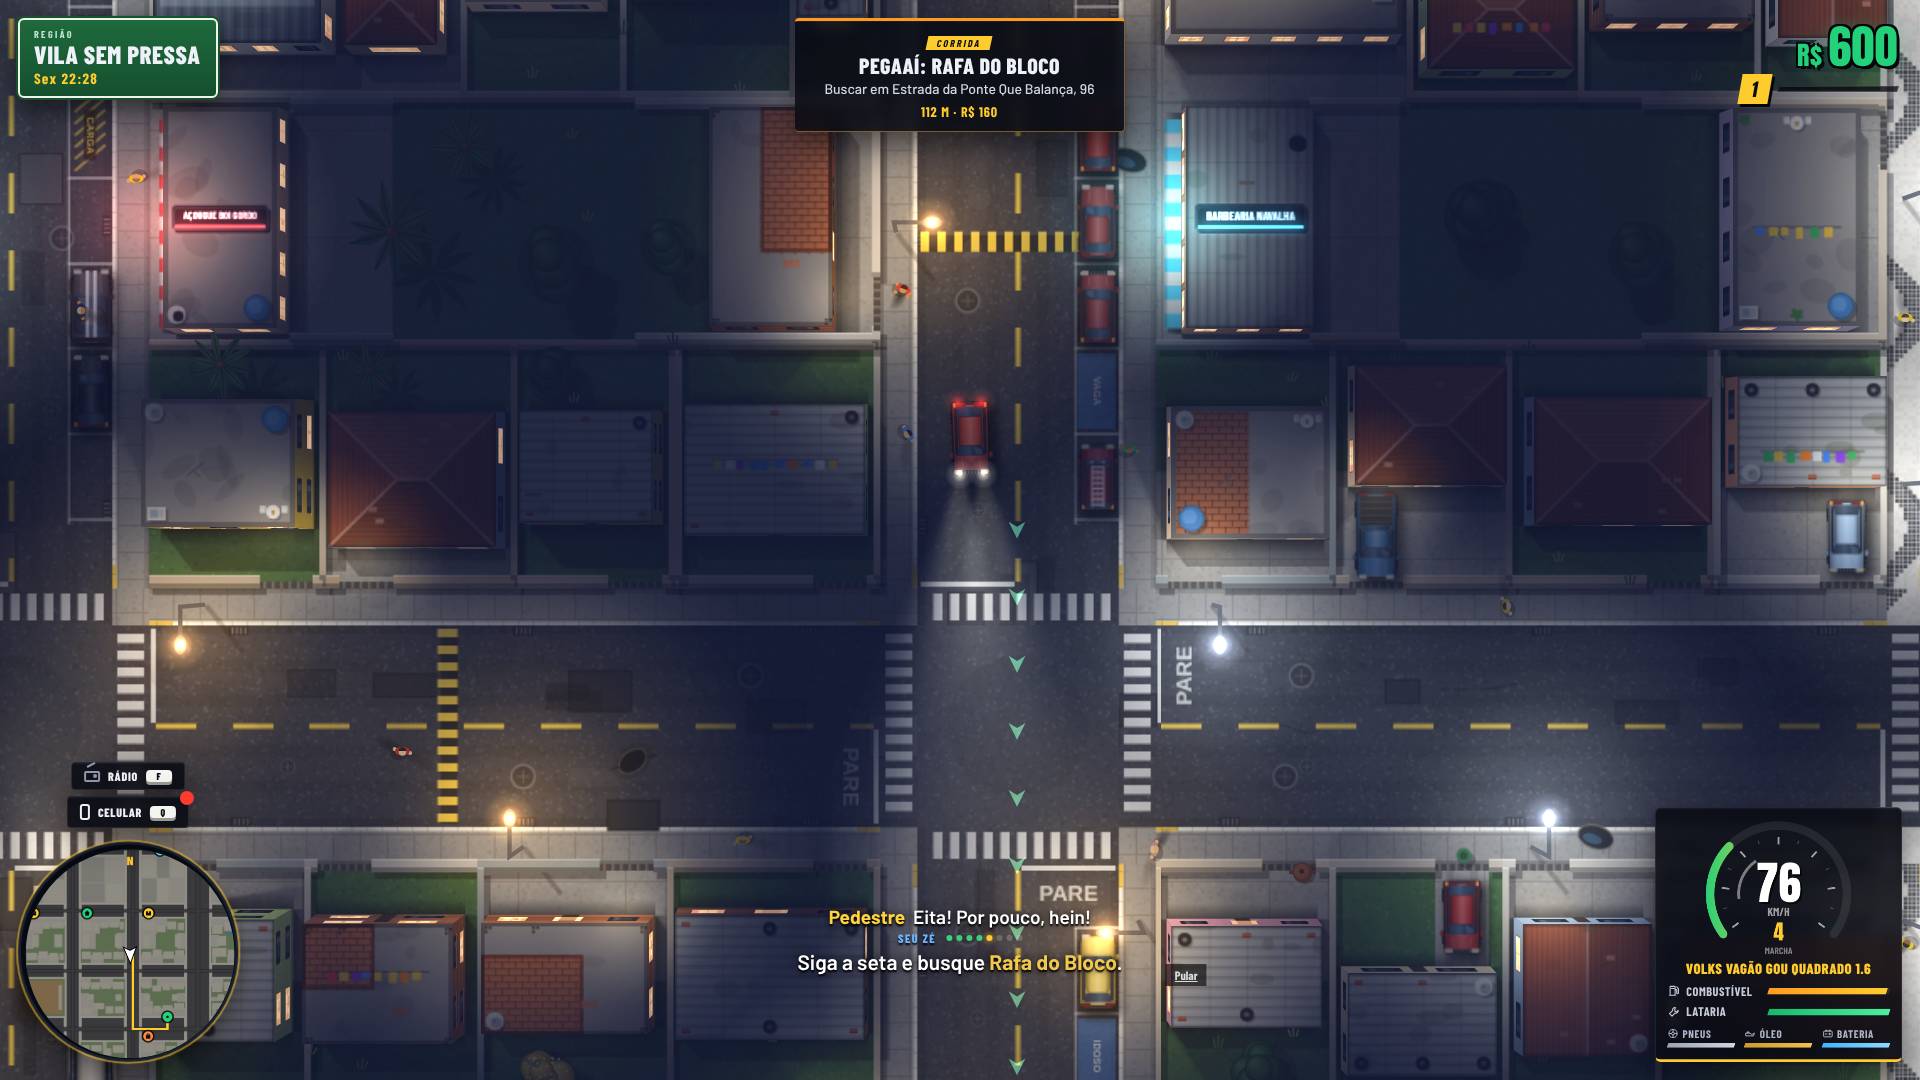 REGIÃO
VILA SEM PRESSA
Sex 22:28
CORRIDA
PEGAAÍ: RAFA DO BLOCO
Buscar em Estrada da Ponte Que Balança, 96
112 M · R$ 160
R$ 600
1
CARGA
AÇOUGUE BOI GORDO
BARBEARIA NAVALHA
VAGA
PARE
PARE
RÁDIO F
CELULAR Q
N
PARE
Pedestre Eita! Por pouco, hein!
SEU ZÉ
Siga a seta e busque Rafa do Bloco.
Pular
IDOSO
76
KM/H
4
MARCHA
VOLKS VAGÃO GOU QUADRADO 1.6
COMBUSTÍVEL
LATARIA
PNEUS ÓLEO BATERIA